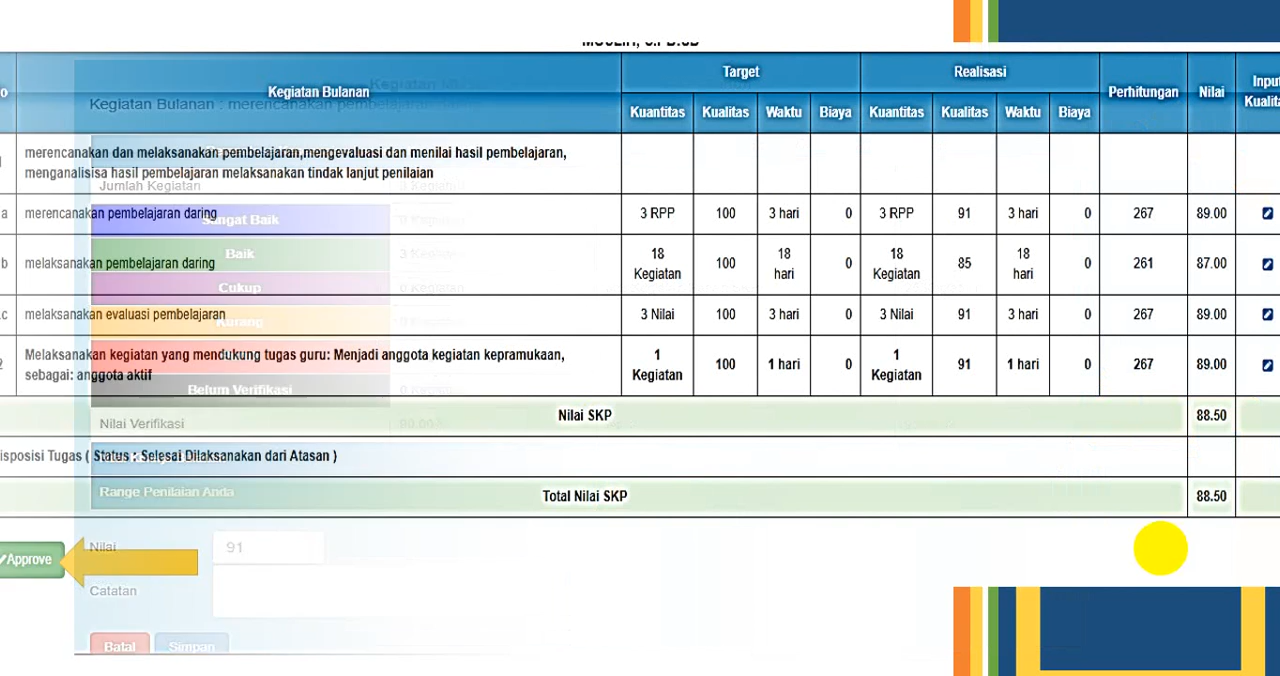 Kegiatan Bulanan
Target
Realisasi
Perhitungan
Nilai
Input
Kuantitas Kualitas Waktu Biaya Kuantitas Kualitas Waktu Biaya
Kegiatan Bulanan : merencanakan pembelajaran
merencanakan dan melaksanakan pembelajaran,mengevaluasi dan menilai hasil pembelajaran,
menganalisisa hasil pembelajaran melaksanakan tindak lanjut penilaian
Jumlah Kegiatan
a merencanakan pembelajaran daring 3 RPP 100 3 hari 0 3 RPP 91 3 hari 0 267 89.00
Sangat Baik
b melaksanakan pembelajaran daring 18 Kegiatan 100 18 hari 0 18 Kegiatan 85 18 hari 0 261 87.00
Baik
Cukup
c melaksanakan evaluasi pembelajaran 3 Nilai 100 3 hari 0 3 Nilai 91 3 hari 0 267 89.00
Kurang
Melaksanakan kegiatan yang mendukung tugas guru: Menjadi anggota kegiatan kepramukaan,
sebagai: anggota aktif 1 Kegiatan 100 1 hari 0 1 Kegiatan 91 1 hari 0 267 89.00
Belum Verifikasi
Nilai SKP 88.50
Nilai Verifikasi
isposisi Tugas ( Status : Selesai Dilaksanakan dari Atasan )
Range Penilaian Anda
Total Nilai SKP 88.50
✔Approve
Nilai 91
Catatan
Batal Simpan